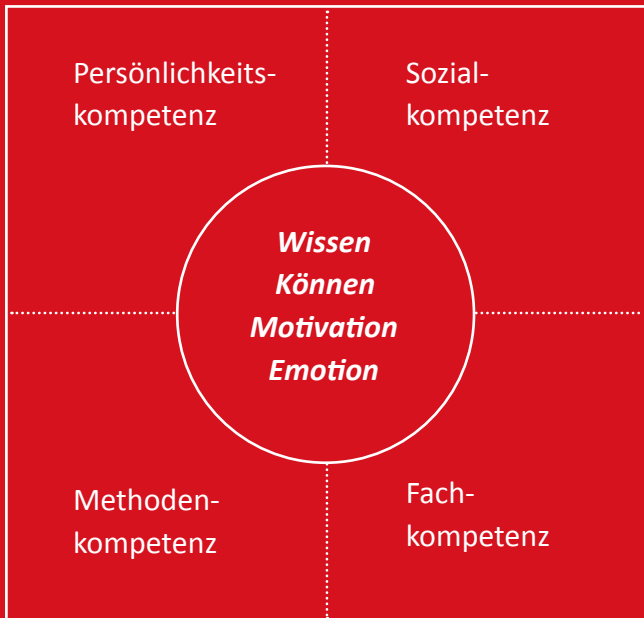 Persönlichkeits-
kompetenz
Sozial-
kompetenz
Wissen
Können
Motivation
Emotion
Methoden-
kompetenz
Fach-
kompetenz